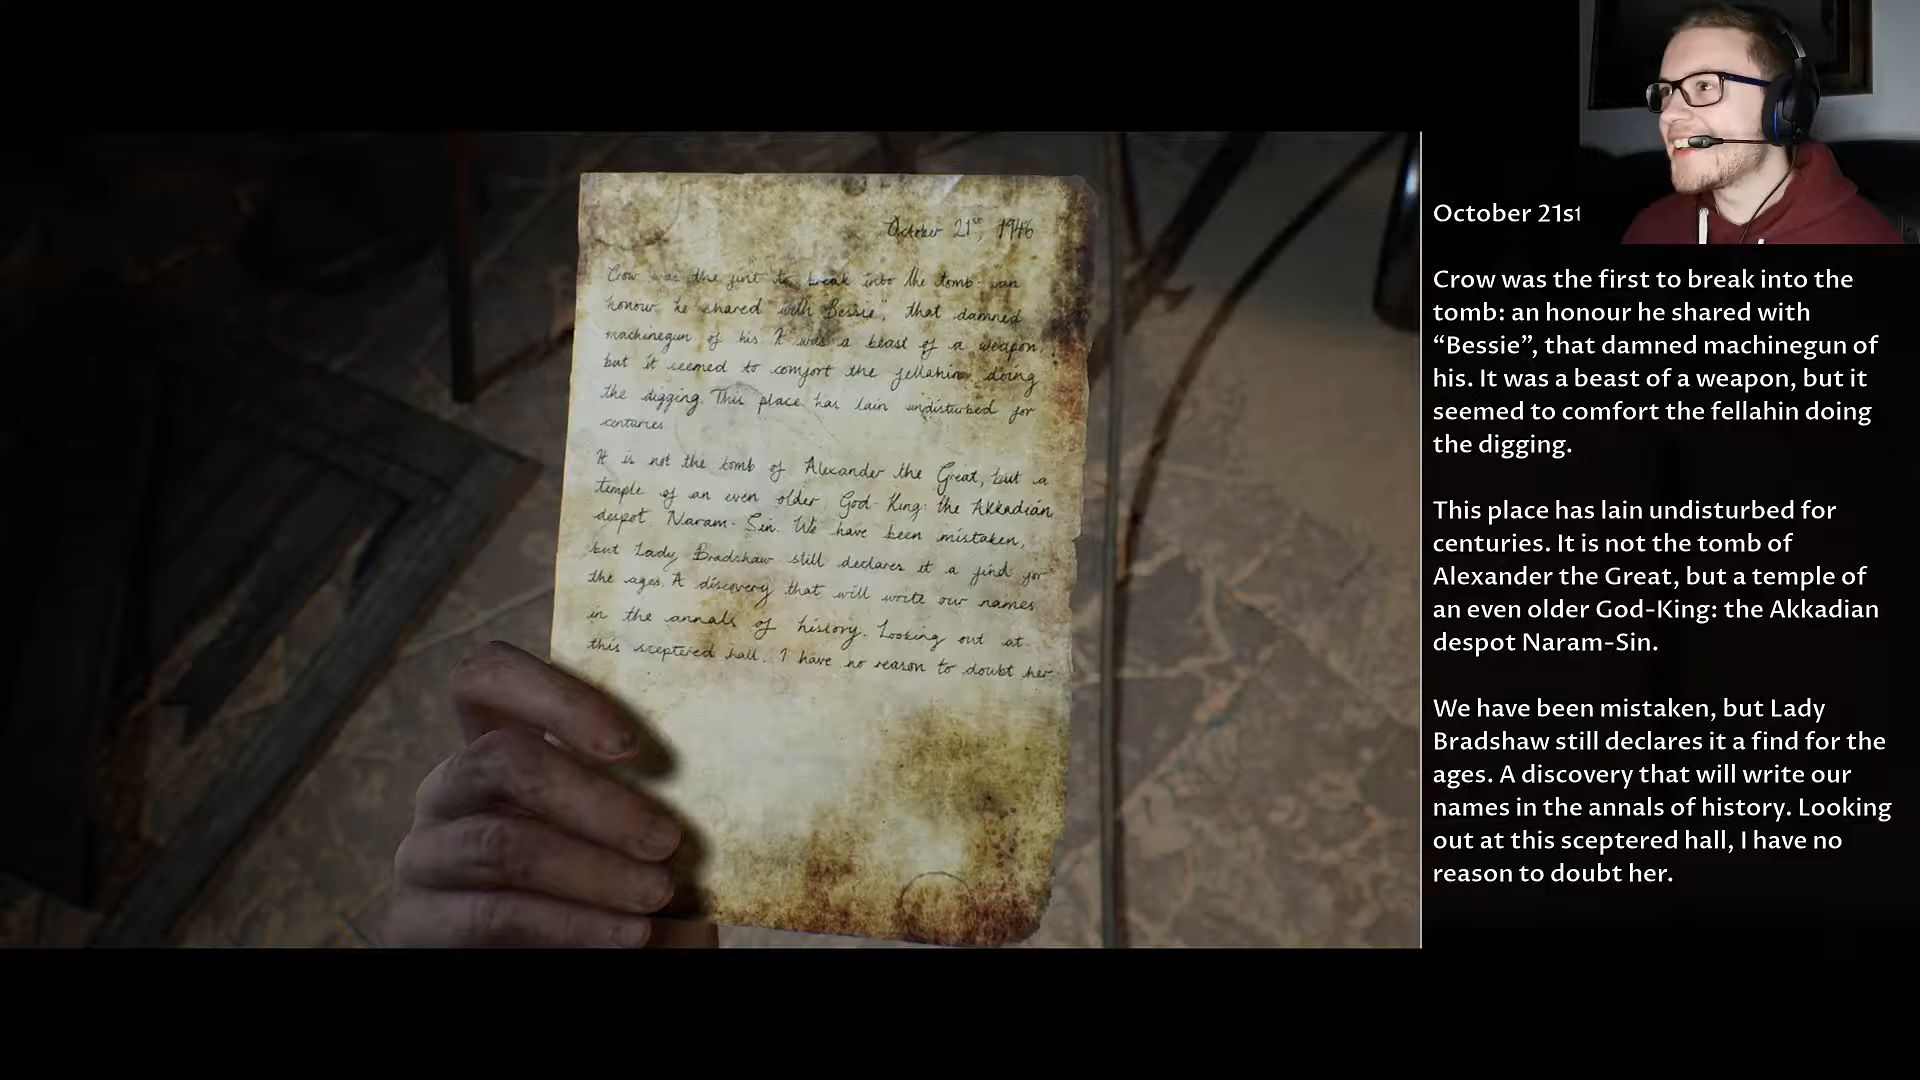 October 21st, 1946
Crow was the first to break into the tomb: an
honour he shared with "Bessie", that damned
machinegun of his. It was a beast of a weapon,
but it seemed to comfort the fellahin doing
the digging. This place has lain undisturbed for
centuries.
It is not the tomb of Alexander the Great, but a
temple of an even older God-King: the Akkadian
despot Naram-Sin. We have been mistaken,
but Lady Bradshaw still declares it a find for
the ages. A discovery that will write our names
in the annals of history. Looking out at
this sceptered hall, I have no reason to doubt her.
October 21st
Crow was the first to break into the
tomb: an honour he shared with
“Bessie”, that damned machinegun of
his. It was a beast of a weapon, but it
seemed to comfort the fellahin doing
the digging.
This place has lain undisturbed for
centuries. It is not the tomb of
Alexander the Great, but a temple of
an even older God-King: the Akkadian
despot Naram-Sin.
We have been mistaken, but Lady
Bradshaw still declares it a find for the
ages. A discovery that will write our
names in the annals of history. Looking
out at this sceptered hall, I have no
reason to doubt her.